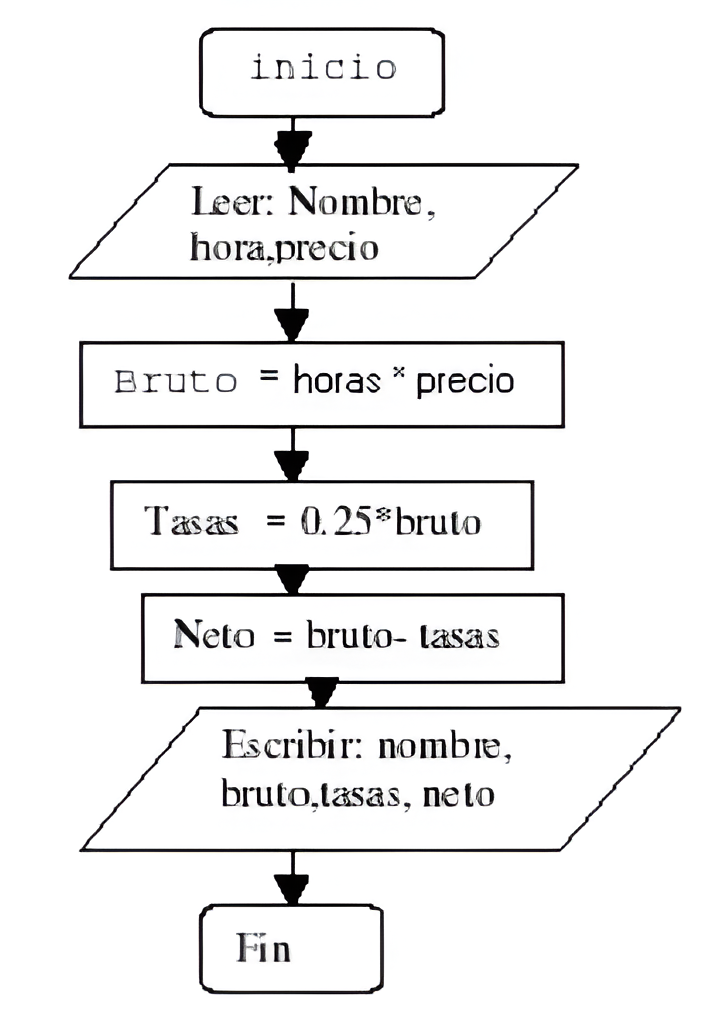 inicio
Leer: Nombre,
hora,precio
Bruto = horas * precio
Tasas = 0.25*bruto
Neto = bruto- tasas
Escribir: nombre,
bruto,tasas, neto
Fin